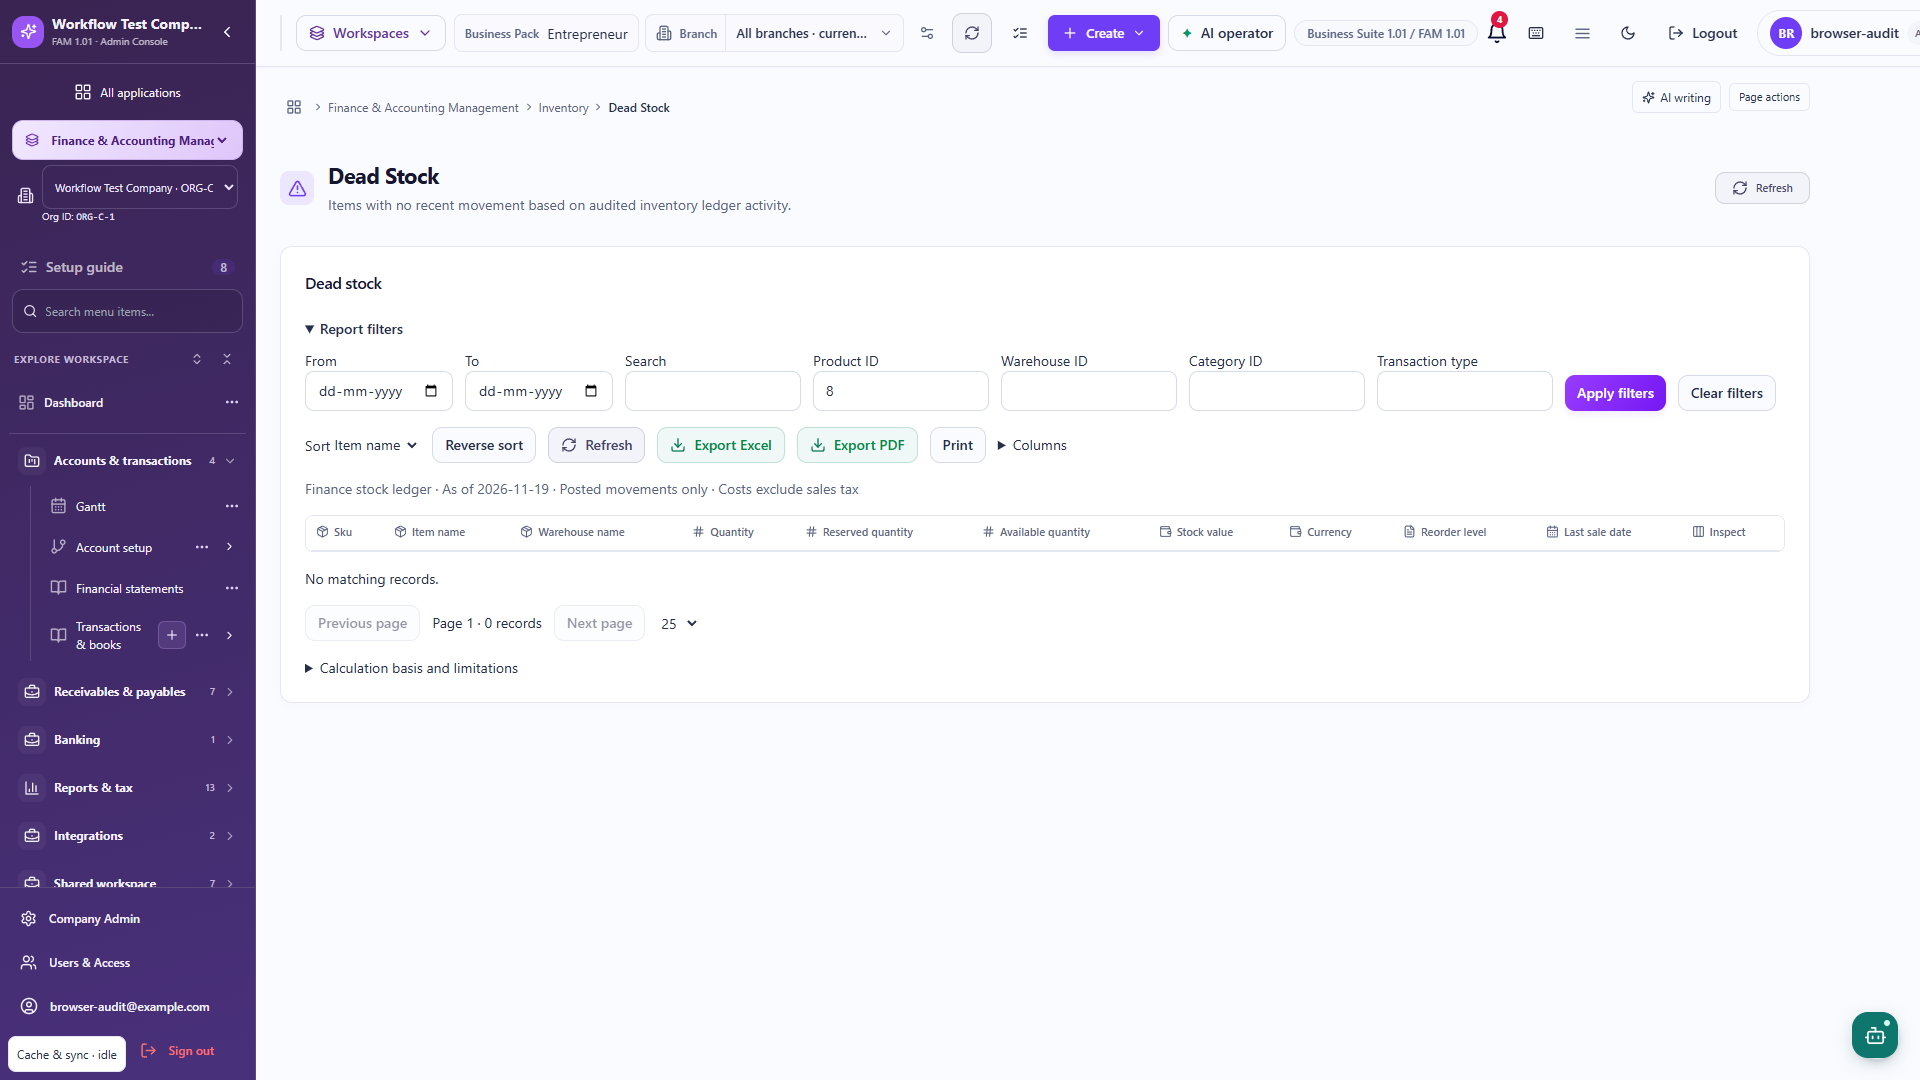 Workflow Test Comp...
FAM 1.01 · Admin Console
All applications
Workflow Test Company · ORG-C
Org ID: ORG-C-1
Setup guide
8
Search menu items...
EXPLORE WORKSPACE
Dashboard
Accounts & transactions
4
Gantt
Account setup
Financial statements
Transactions
& books
Receivables & payables
7
Banking
1
Reports & tax
13
Integrations
2
Shared workspace
7
Company Admin
Users & Access
browser-audit@example.com
Cache & sync · idle
Sign out
Workspaces
Business Pack Entrepreneur
Branch
All branches · curren...
Create
AI operator
Business Suite 1.01 / FAM 1.01
4
Logout
BR
browser-audit
Finance & Accounting Management
Inventory
Dead Stock
AI writing
Page actions
Dead Stock
Items with no recent movement based on audited inventory ledger activity.
Refresh
Dead stock
Report filters
From
To
Search
Product ID
Warehouse ID
Category ID
Transaction type
dd-mm-yyyy
dd-mm-yyyy
8
Apply filters
Clear filters
Sort Item name
Reverse sort
Refresh
Export Excel
Export PDF
Print
Columns
Finance stock ledger · As of 2026-11-19 · Posted movements only · Costs exclude sales tax
Sku
Item name
Warehouse name
Quantity
Reserved quantity
Available quantity
Stock value
Currency
Reorder level
Last sale date
Inspect
No matching records.
Previous page
Page 1 · 0 records
Next page
25
Calculation basis and limitations